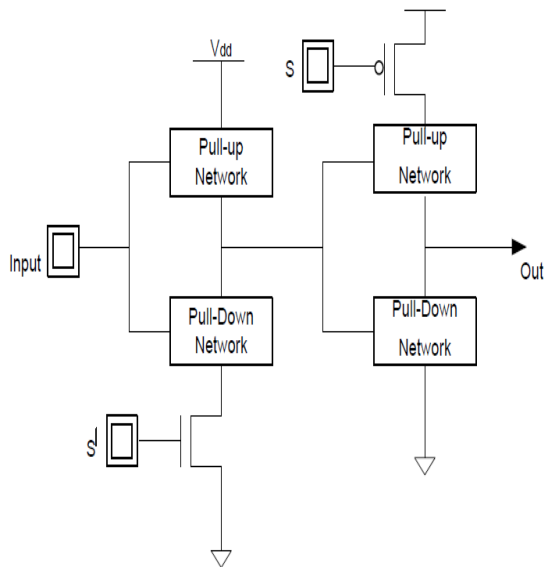 Vdd
S
Pull-up
Network
Pull-up
Network
Input
Out
Pull-Down
Network
Pull-Down
Network
S'